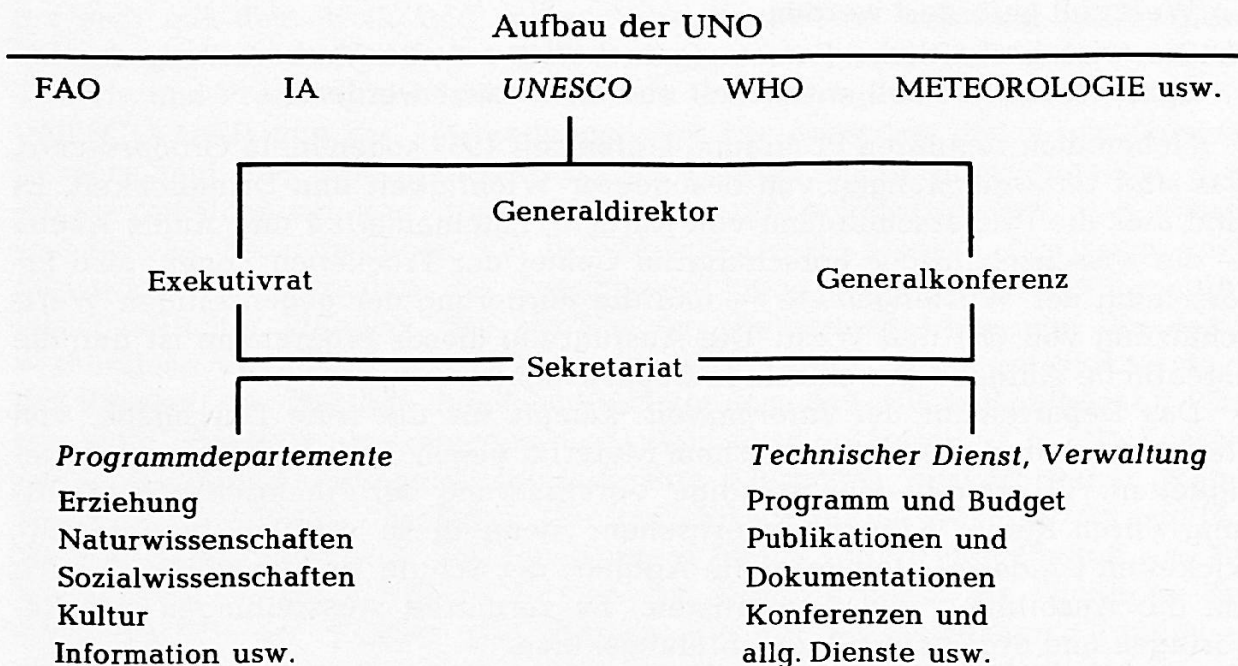 Aufbau der UNO
FAO IA UNESCO WHO METEOROLOGIE usw.
Generaldirektor
Exekutivrat Generalkonferenz
Sekretariat
Programmdepartemente
Erziehung
Naturwissenschaften
Sozialwissenschaften
Kultur
Information usw.
Technischer Dienst, Verwaltung
Programm und Budget
Publikationen und
Dokumentationen
Konferenzen und
allg. Dienste usw.